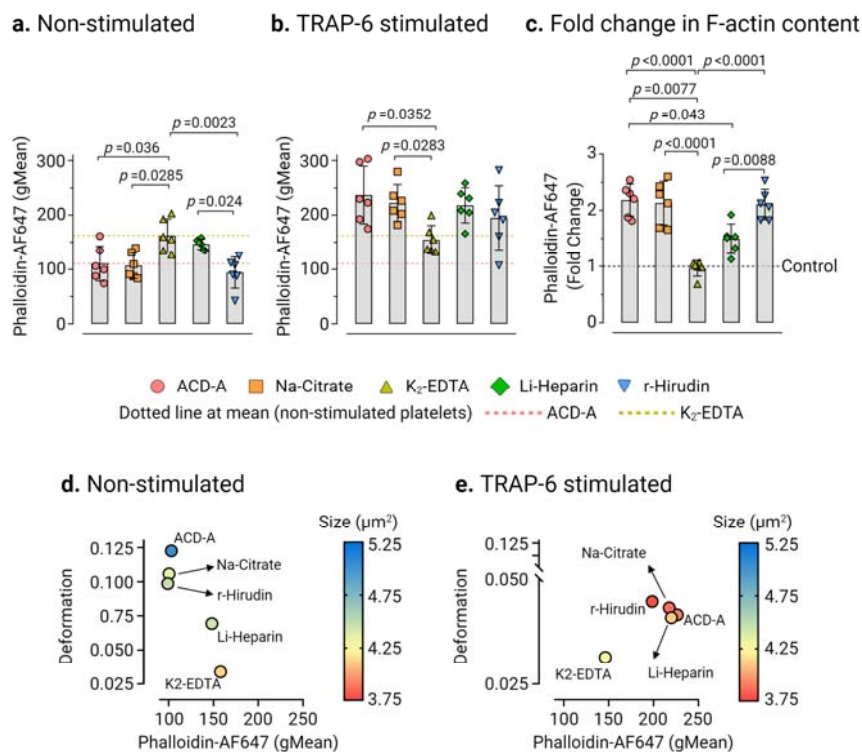 a. Non-stimulated
b. TRAP-6 stimulated
c. Fold change in F-actin content
Phalloidin-AF647 (gMean)
300
200
100
0
p =0.036
p =0.0285
p =0.0023
p =0.024
Phalloidin-AF647 (gMean)
300
200
100
0
p =0.0352
p =0.0283
Phalloidin-AF647
(Fold Change)
3
2
1
0
p <0.0001
p <0.0001
p =0.0077
p =0.043
p <0.0001
p =0.0088
Control
ACD-A
Na-Citrate
K₂-EDTA
Li-Heparin
r-Hirudin
Dotted line at mean (non-stimulated platelets)
ACD-A
K₂-EDTA
d. Non-stimulated
Deformation
0.125
0.100
0.75
0.050
0.025
ACD-A
Na-Citrate
r-Hirudin
Li-Heparin
K2-EDTA
100
150
200
250
Phalloidin-AF647 (gMean)
Size (µm²)
5.25
4.75
4.25
3.75
e. TRAP-6 stimulated
Deformation
0.125
0.050
0.025
Na-Citrate
r-Hirudin
ACD-A
K2-EDTA
Li-Heparin
100
150
200
250
Phalloidin-AF647 (gMean)
Size (µm²)
5.25
4.75
4.25
3.75